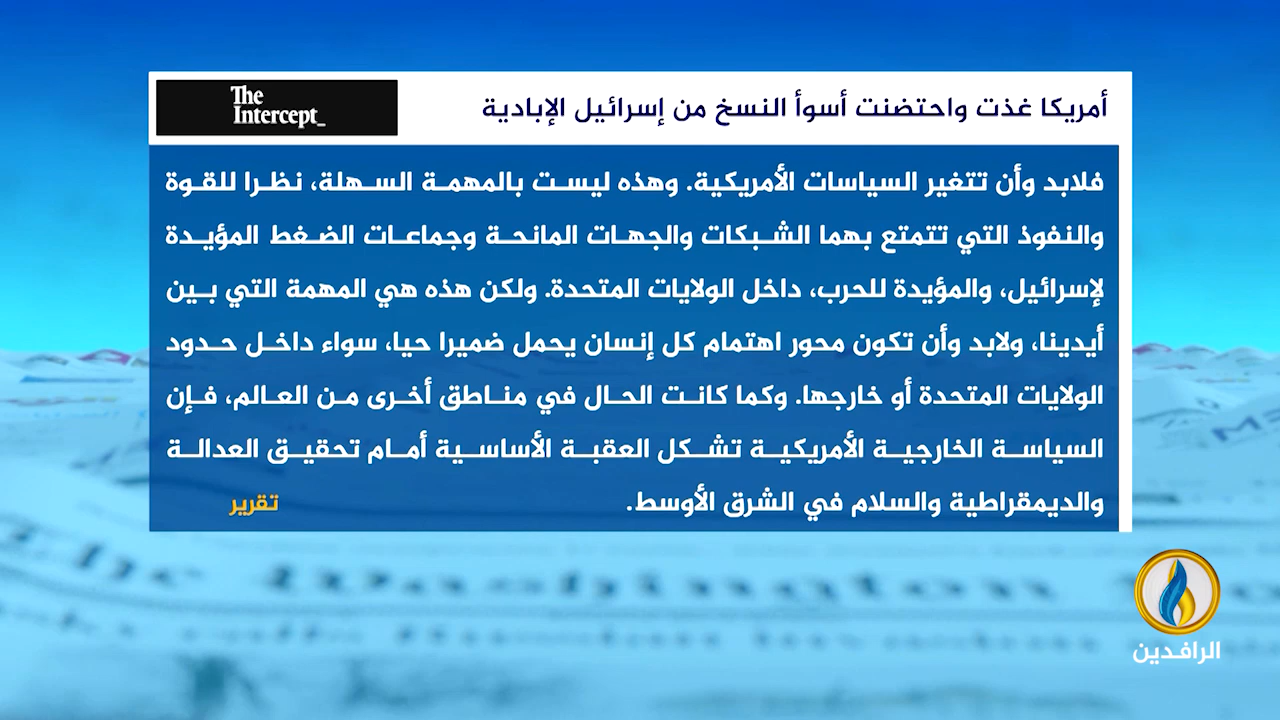 The
Intercept_
أمريكا غذت واحتضنت أسوأ النسخ من إسرائيل الإبادية
فلابد وأن تتغير السياسات الأمريكية. وهذه ليست بالمهمة السهلة، نظرا للقوة
والنفوذ التي تتمتع بهما الشبكات والجهات المانحة وجماعات الضغط المؤيدة
لإسرائيل، والمؤيدة للحرب، داخل الولايات المتحدة. ولكن هذه هي المهمة التي بين
أيدينا، ولابد وأن تكون محور اهتمام كل إنسان يحمل ضميرا حيا، سواء داخل حدود
الولايات المتحدة أو خارجها. وكما كانت الحال في مناطق أخرى من العالم، فإن
السياسة الخارجية الأمريكية تشكل العقبة الأساسية أمام تحقيق العدالة
والديمقراطية والسلام في الشرق الأوسط.
تقرير
الرافدين